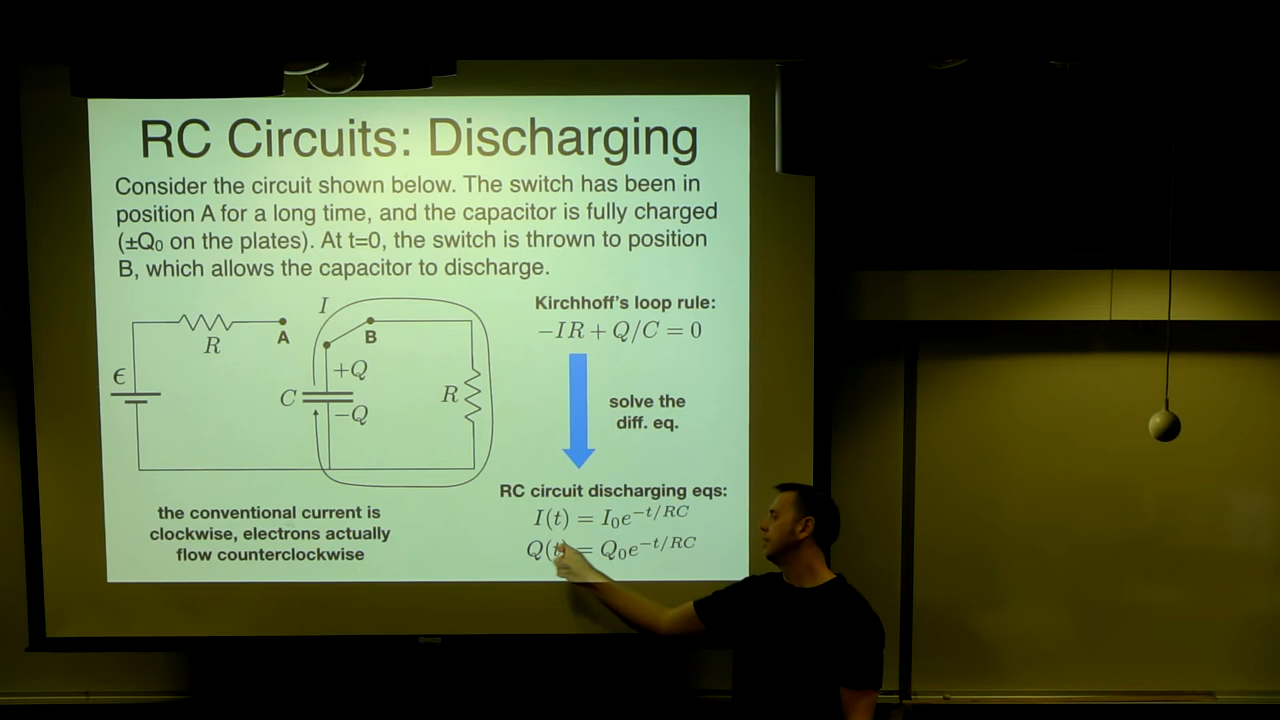 RC Circuits: Discharging
Consider the circuit shown below. The switch has been in
position A for a long time, and the capacitor is fully charged
(±Q₀ on the plates). At t=0, the switch is thrown to position
B, which allows the capacitor to discharge.
I
Kirchhoff's loop rule:
−IR + Q/C = 0
R
A
B
ϵ
+Q
C
−Q
R
solve the
diff. eq.
RC circuit discharging eqs:
I(t) = I₀e^{−t/RC}
Q(t) = Q₀e^{−t/RC}
the conventional current is
clockwise, electrons actually
flow counterclockwise